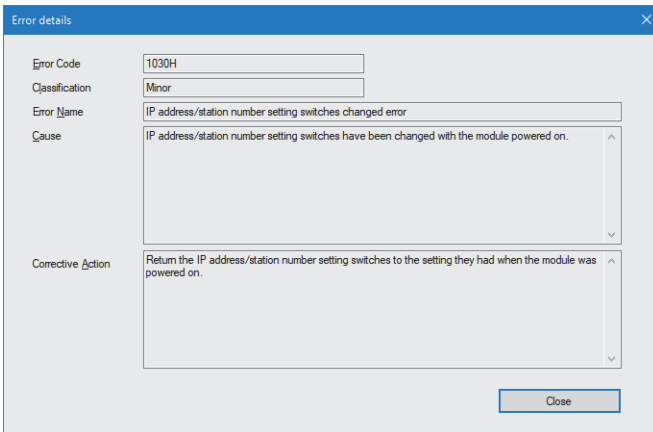 Error details
Error Code
1030H
Classification
Minor
Error Name
IP address/station number setting switches changed error
Cause
IP address/station number setting switches have been changed with the module powered on.
Corrective Action
Return the IP address/station number setting switches to the setting they had when the module was
powered on.
Close